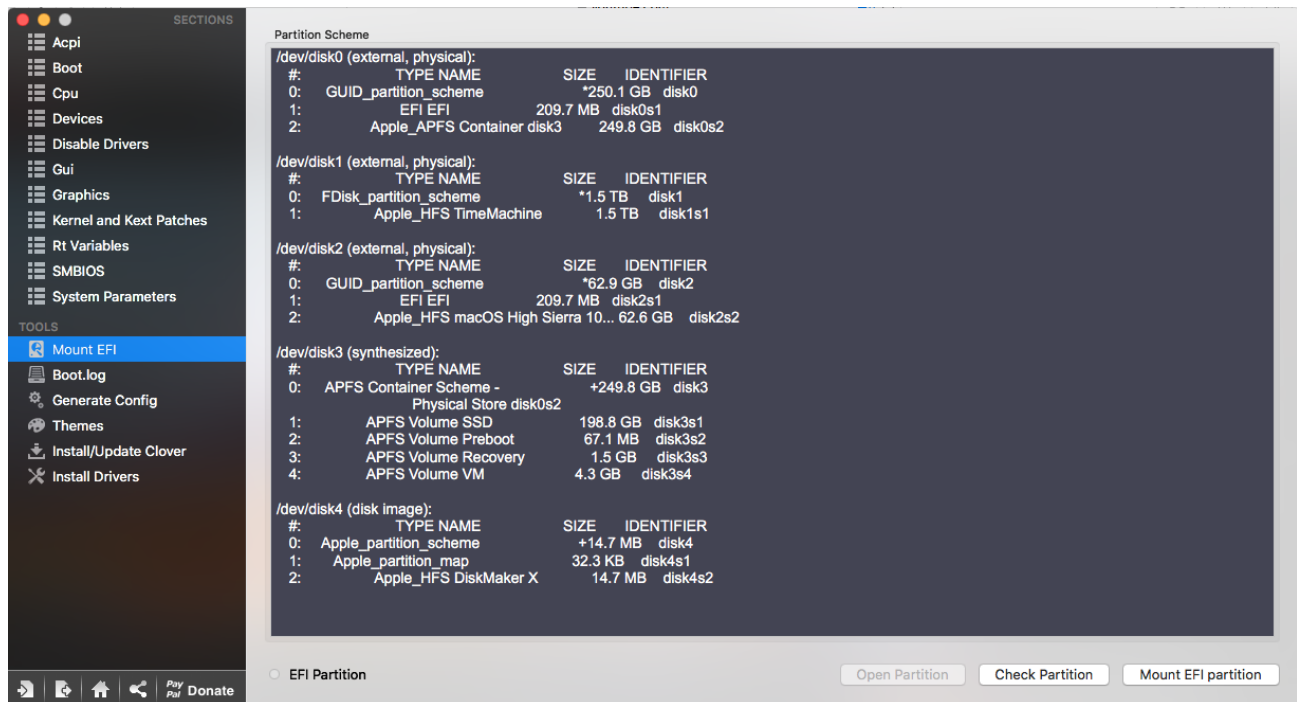 SECTIONS
Acpi
Boot
Cpu
Devices
Disable Drivers
Gui
Graphics
Kernel and Kext Patches
Rt Variables
SMBIOS
System Parameters
TOOLS
Mount EFI
Boot.log
Generate Config
Themes
Install/Update Clover
Install Drivers
Pay Pal Donate
Partition Scheme
/dev/disk0 (external, physical):
#: TYPE NAME SIZE IDENTIFIER
0: GUID_partition_scheme *250.1 GB disk0
1: EFI EFI 209.7 MB disk0s1
2: Apple_APFS Container disk3 249.8 GB disk0s2
/dev/disk1 (external, physical):
#: TYPE NAME SIZE IDENTIFIER
0: FDisk_partition_scheme *1.5 TB disk1
1: Apple_HFS TimeMachine 1.5 TB disk1s1
/dev/disk2 (external, physical):
#: TYPE NAME SIZE IDENTIFIER
0: GUID_partition_scheme *62.9 GB disk2
1: EFI EFI 209.7 MB disk2s1
2: Apple_HFS macOS High Sierra 10... 62.6 GB disk2s2
/dev/disk3 (synthesized):
#: TYPE NAME SIZE IDENTIFIER
0: APFS Container Scheme - +249.8 GB disk3
Physical Store disk0s2
1: APFS Volume SSD 198.8 GB disk3s1
2: APFS Volume Preboot 67.1 MB disk3s2
3: APFS Volume Recovery 1.5 GB disk3s3
4: APFS Volume VM 4.3 GB disk3s4
/dev/disk4 (disk image):
#: TYPE NAME SIZE IDENTIFIER
0: Apple_partition_scheme +14.7 MB disk4
1: Apple_partition_map 32.3 KB disk4s1
2: Apple_HFS DiskMaker X 14.7 MB disk4s2
EFI Partition
Open Partition
Check Partition
Mount EFI partition